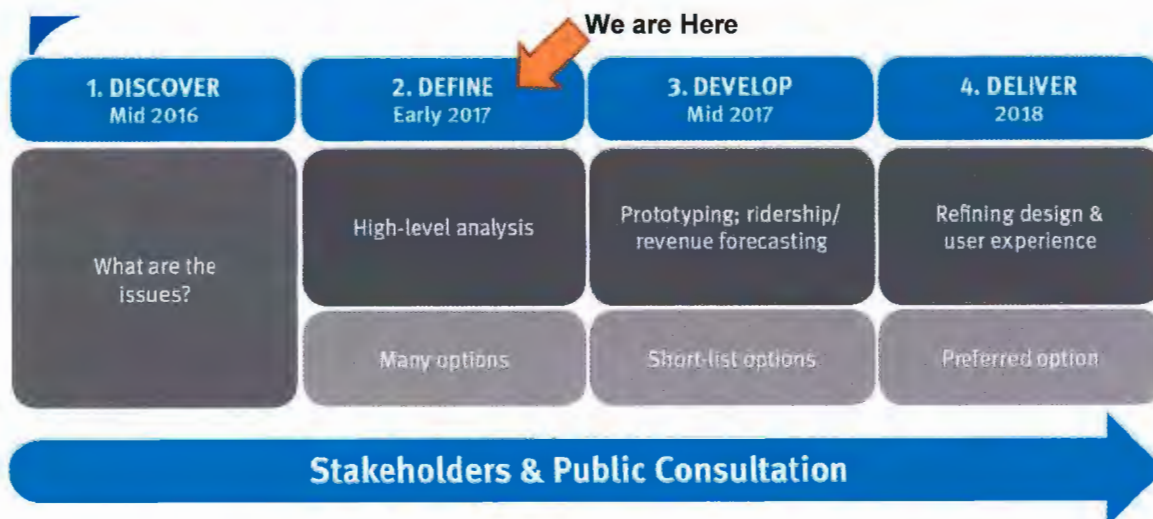 We are Here
1. DISCOVER
Mid 2016
2. DEFINE
Early 2017
3. DEVELOP
Mid 2017
4. DELIVER
2018
What are the
issues?
High-level analysis
Prototyping; ridership/
revenue forecasting
Refining design &
user experience
Many options
Short-list options
Preferred option
Stakeholders & Public Consultation